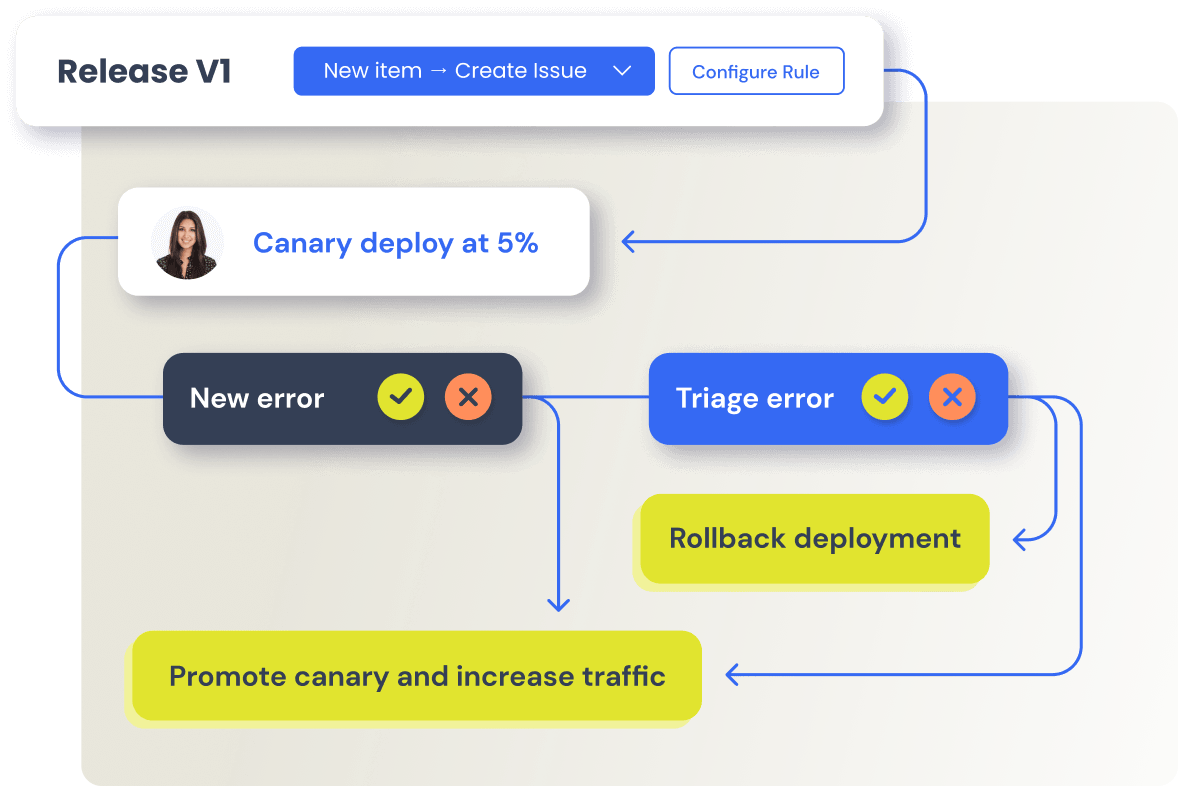 Release V1
New item → Create Issue
Configure Rule
Canary deploy at 5%
New error
Triage error
Rollback deployment
Promote canary and increase traffic